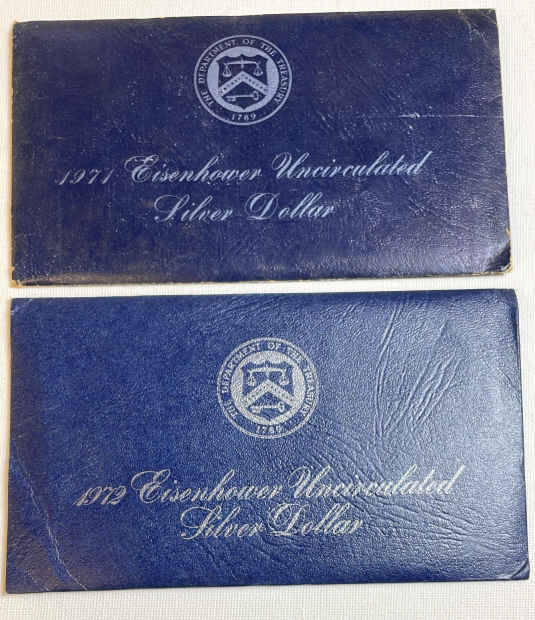 THE DEPARTMENT OF THE TREASURY
1789
1971 Eisenhower Uncirculated
Silver Dollar
THE DEPARTMENT OF THE TREASURY
1789
1972 Eisenhower Uncirculated
Silver Dollar